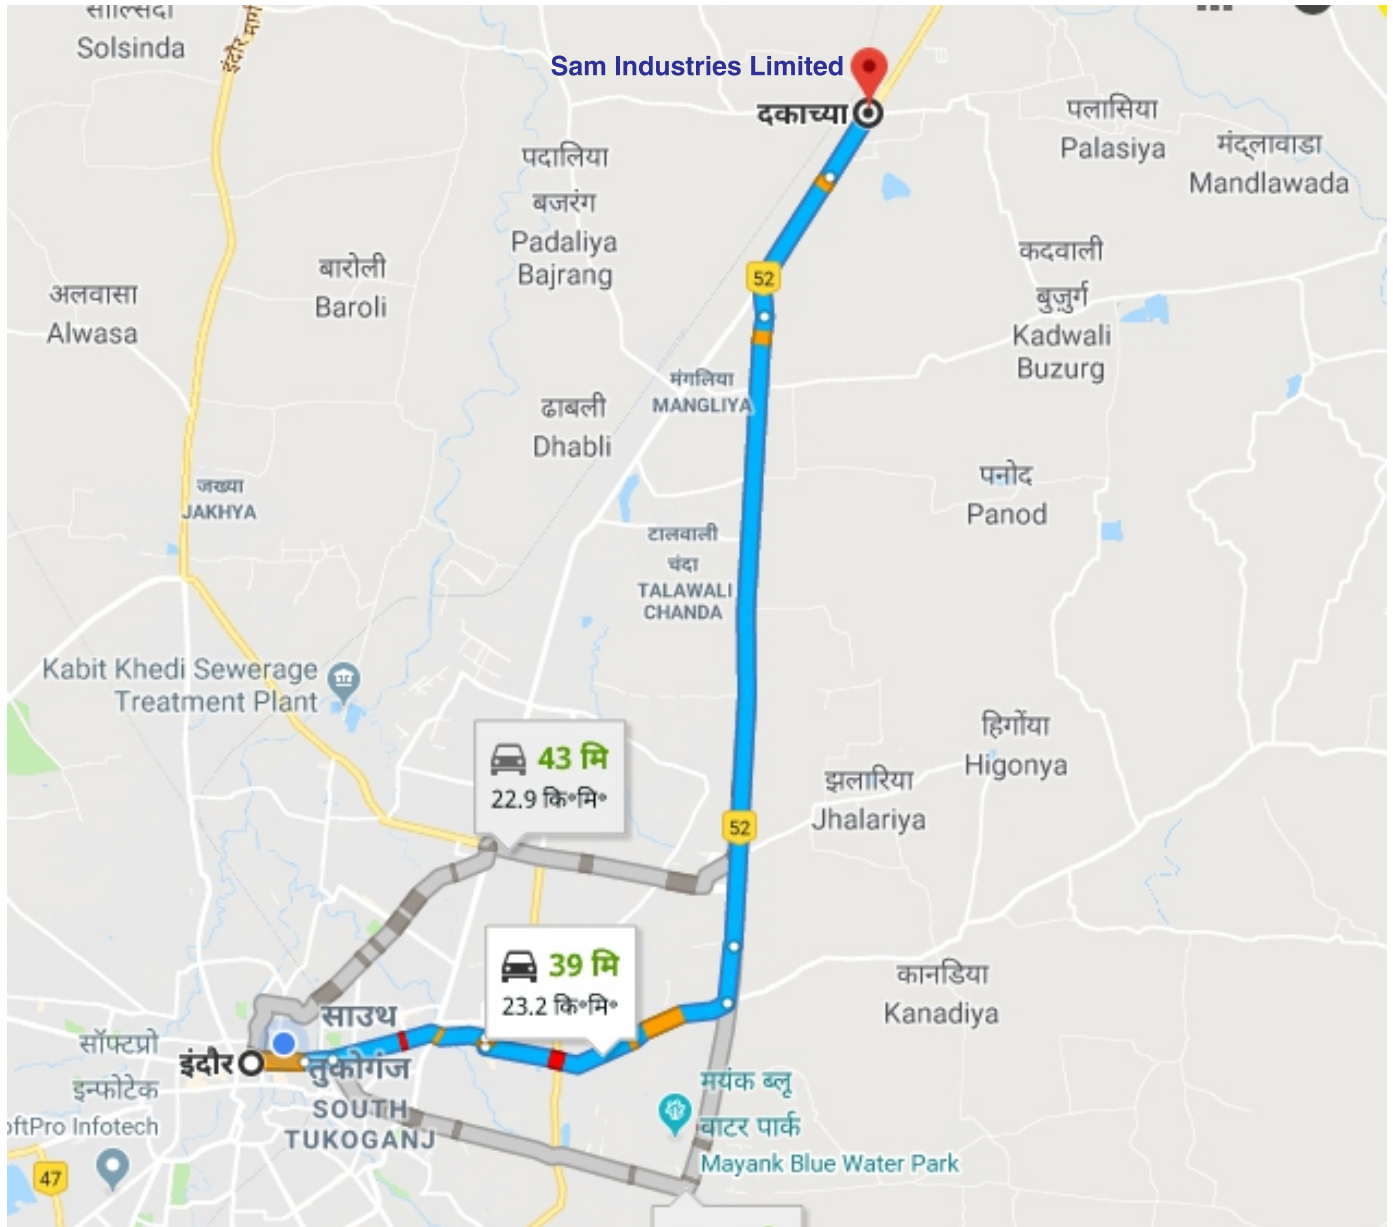 सोल्सिंदा
Solsinda
इंदौर मार्ग
Sam Industries Limited
दकाच्या
पलासिया
Palasiya
मंद्लावाडा
Mandlawada
पदालिया
बजरंग
Padaliya
Bajrang
कदवाली
बुज़ुर्ग
Kadwali
Buzurg
बारोली
Baroli
अलवासा
Alwasa
52
मंगलिया
MANGLIYA
ढाबली
Dhabli
पनोद
Panod
जख्या
JAKHYA
टालवाली
चंदा
TALAWALI
CHANDA
Kabit Khedi Sewerage
Treatment Plant
हिगोंया
Higonya
43 मि
22.9 कि॰मि॰
झलारिया
Jhalariya
52
39 मि
23.2 कि॰मि॰
कानडिया
Kanadiya
साउथ
तुकोगंज
SOUTH
TUKOGANJ
इंदौर
सॉफ्टप्रो
इन्फोटेक
oftPro Infotech
मयंक ब्लू
वाटर पार्क
Mayank Blue Water Park
47